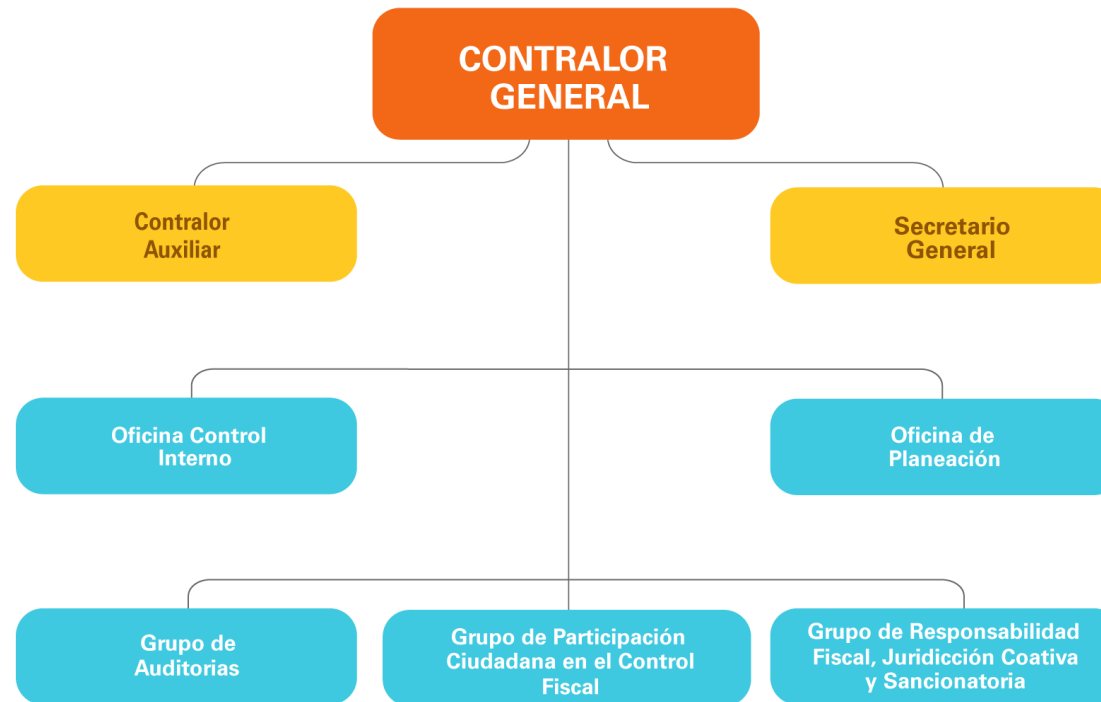 CONTRALOR
GENERAL
Contralor
Auxiliar
Secretario
General
Oficina Control
Interno
Oficina de
Planeación
Grupo de
Auditorias
Grupo de Participación
Ciudadana en el Control
Fiscal
Grupo de Responsabilidad
Fiscal, Juridicción Coativa
y Sancionatoria